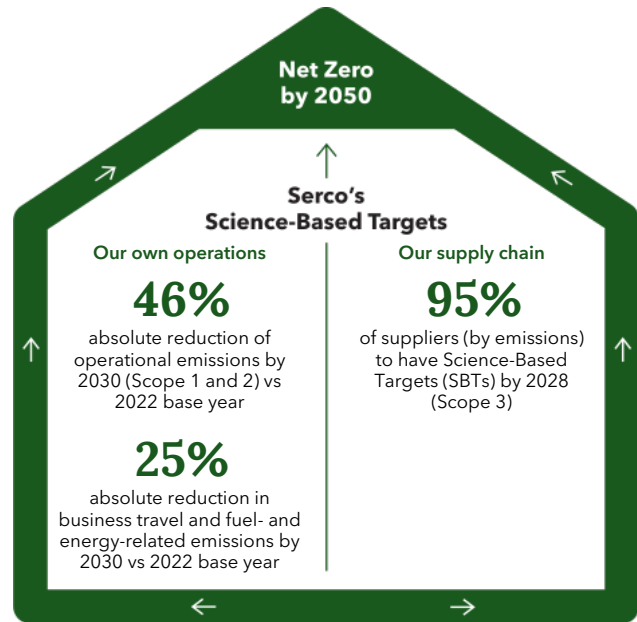 Net Zero
by 2050
Serco’s
Science-Based Targets
Our own operations
46%
absolute reduction of
operational emissions by
2030 (Scope 1 and 2) vs
2022 base year
25%
absolute reduction in
business travel and fuel- and
energy-related emissions by
2030 vs 2022 base year
Our supply chain
95%
of suppliers (by emissions)
to have Science-Based
Targets (SBTs) by 2028
(Scope 3)